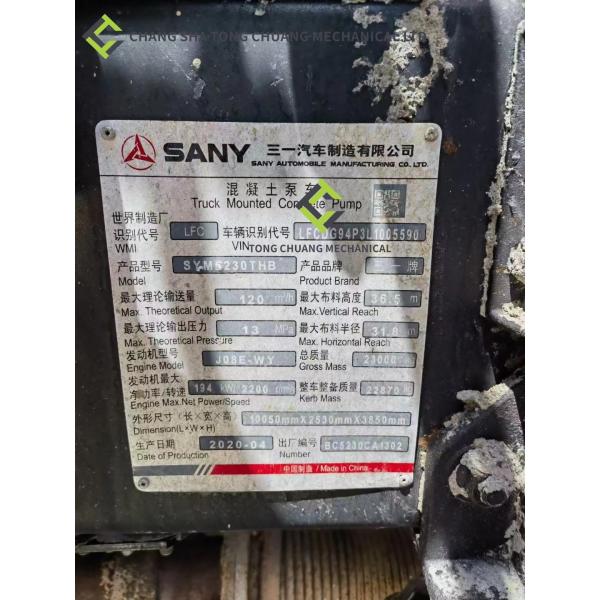 CHANG SHA TONG CHUANG MECHANICAL LTD
SANY 三一汽车制造有限公司
SANY AUTOMOBILE MANUFACTURING CO., LTD.
混凝土泵车
Truck Mounted Concrete Pump
世界制造厂
识别代号 LFC 车辆识别代号 LFCDG94P3L1005590
WMI VIN
TONG CHUANG MECHANICAL
产品型号 SYM5230THB 产品品牌 三一牌
Model Product Brand
最大理论输送量 120 m³/h 最大布料高度 36.5 m
Max. Theoretical Output Max.Vertical Reach
最大理论输出压力 13 MPa 最大布料半径 31.8 m
Max. Theoretical Pressure Max. Horizontal Reach
发动机型号 J08E-WY 总质量 23000
Engine Model Gross Mass
发动机最大
净功率/转速 194 kW/ 2200 rpm 整车整备质量 22870
Engine Max.Net Power/Speed Kerb Mass
外形尺寸（长×宽×高） 10050mm×2530mm×3850mm
Dimension(L×W×H)
生产日期 2020-04 出厂编号 BC5230CA1302
Date of Production Number
中国制造 / Made in China